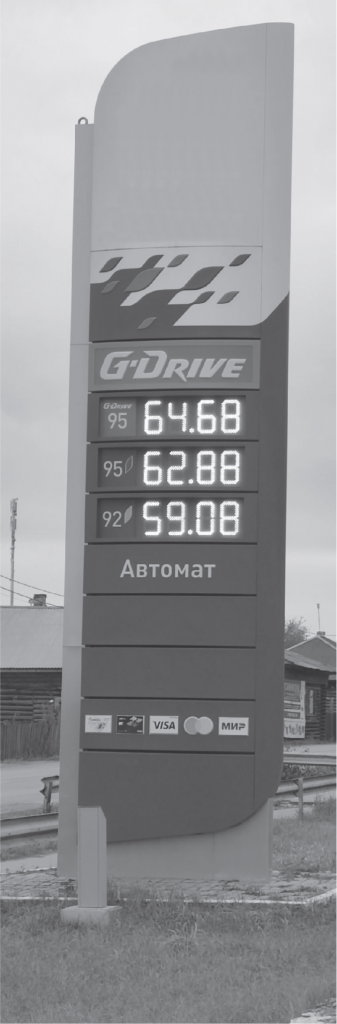 G-DRIVE
G-DRIVE
95 64.68
95 62.88
92 59.08
Автомат
VISA МИР